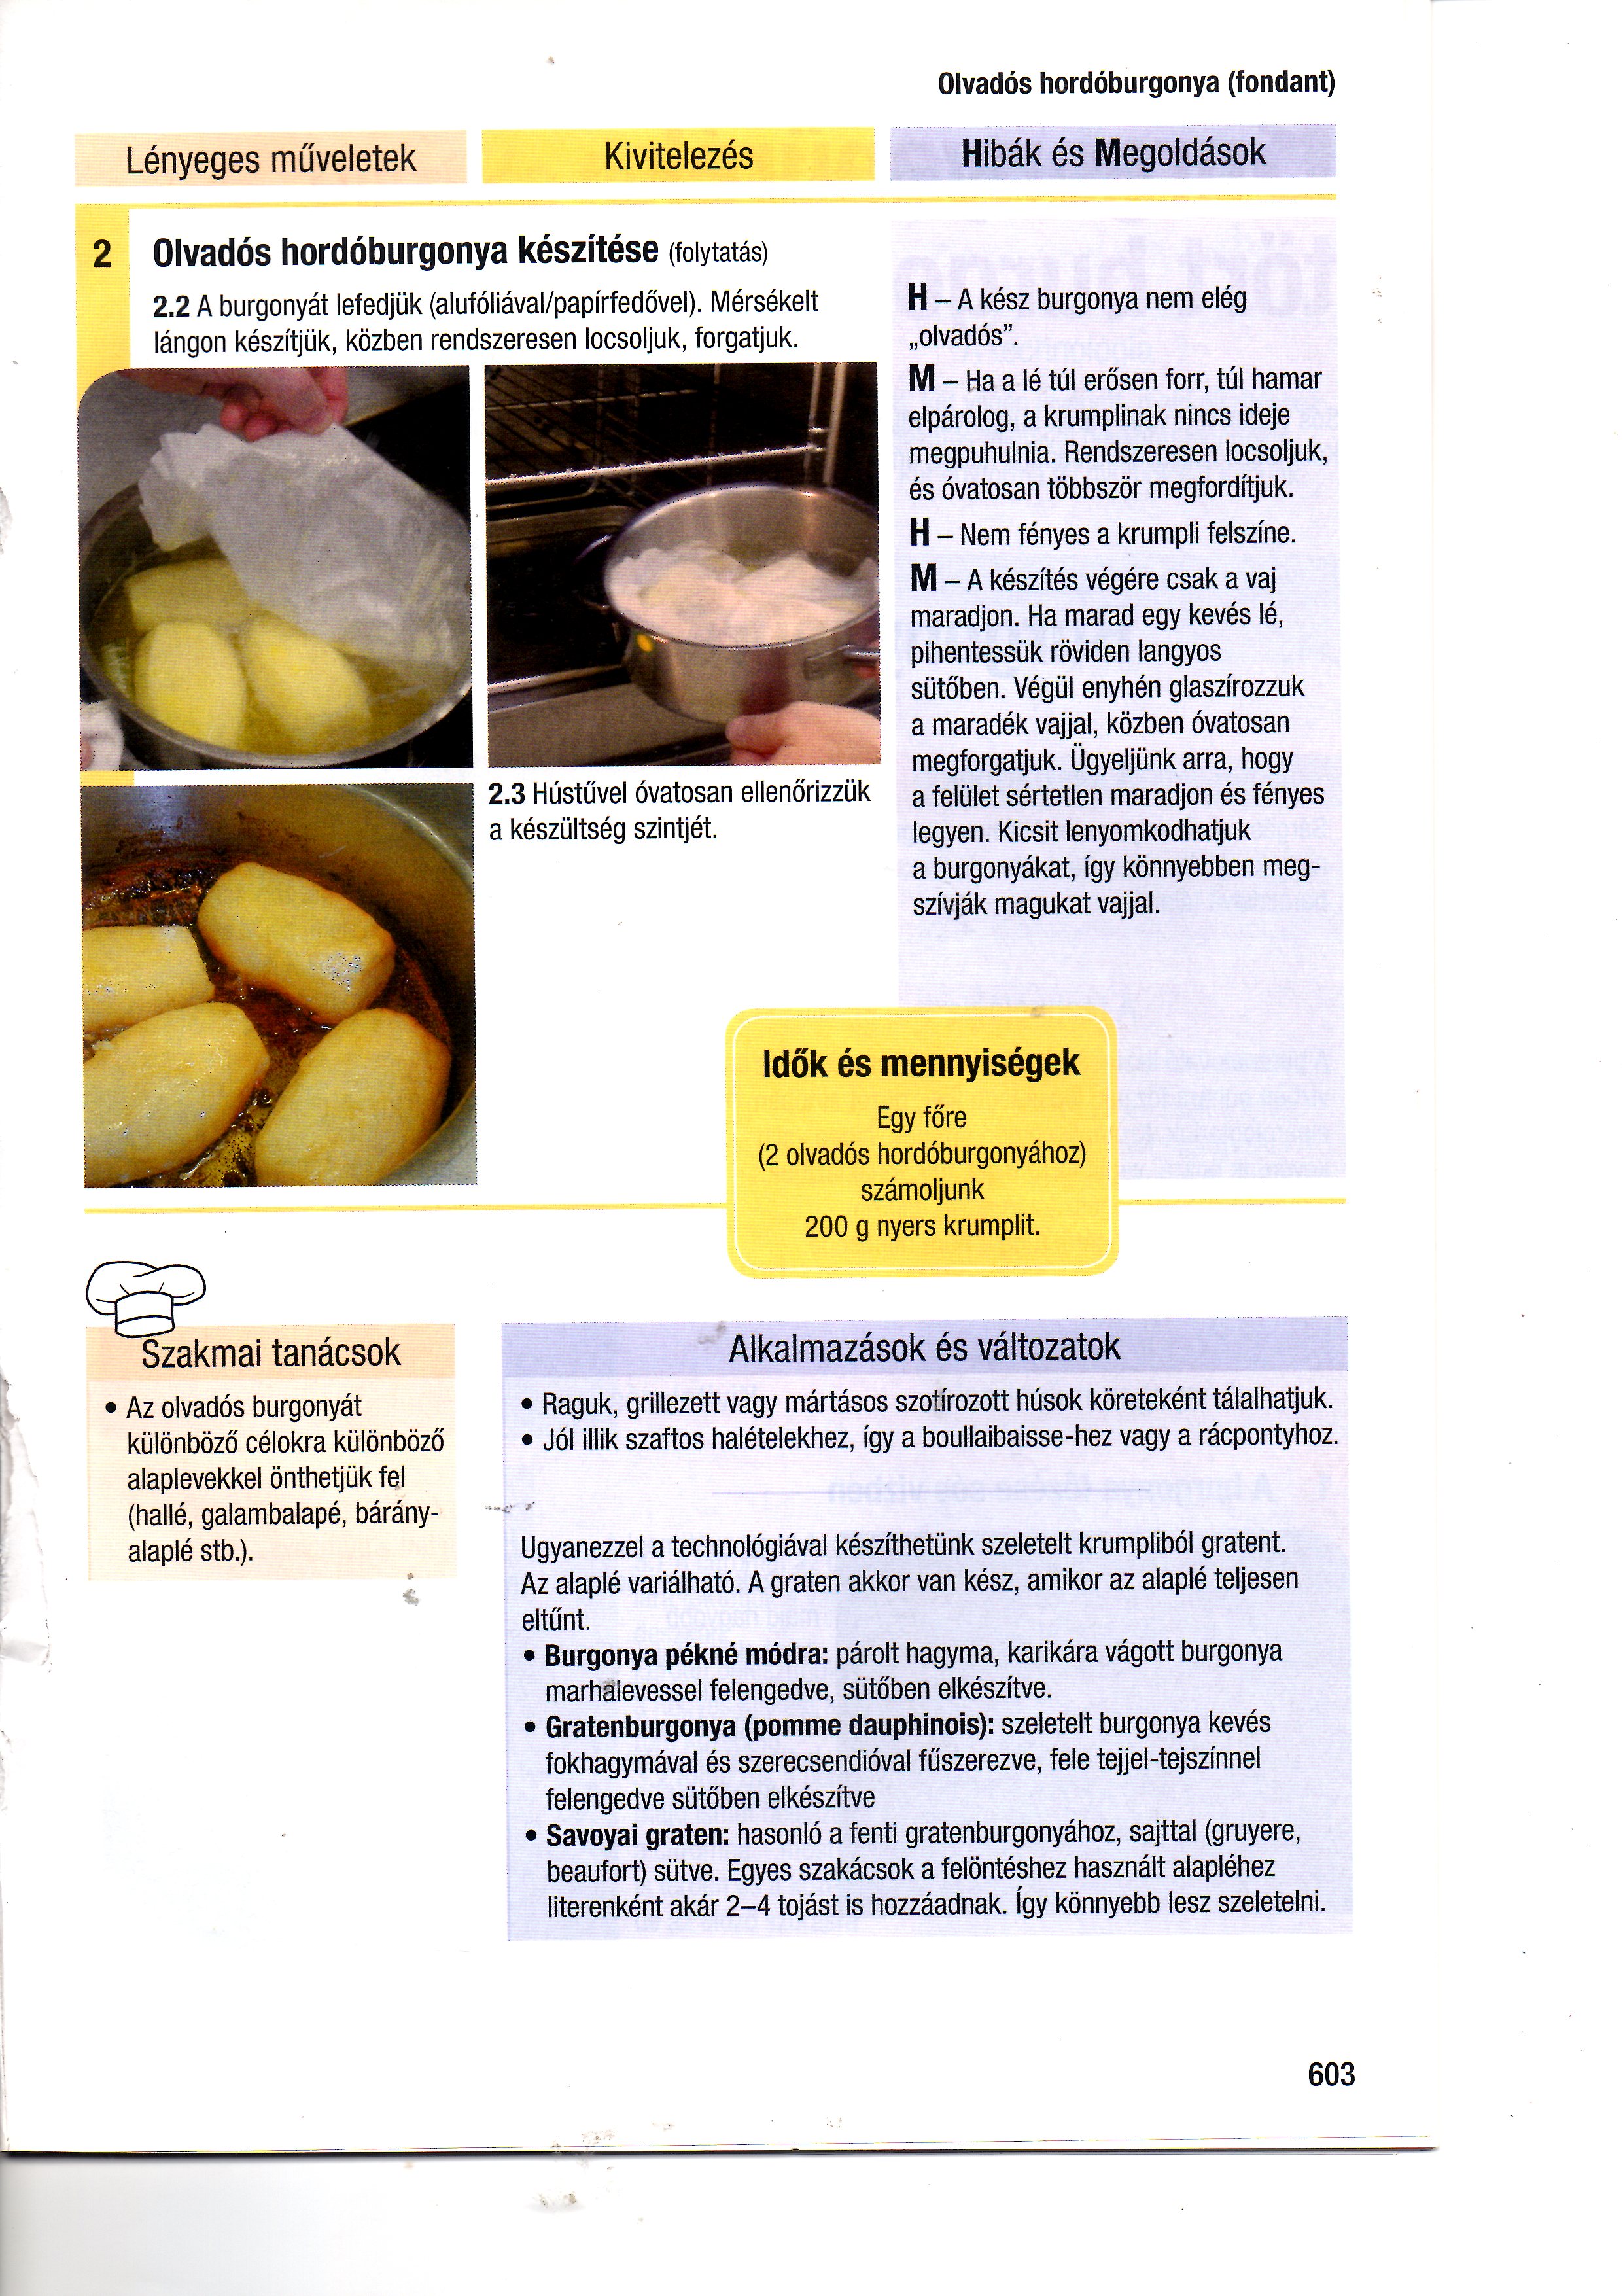 Olvadós hordóburgonya (fondant)
Lényeges műveletek
Kivitelezés
Hibák és Megoldások
2
Olvadós hordóburgonya készítése (folytatás)
2.2 A burgonyát lefedjük (alufóliával/papírfedővel). Mérsékelt
lángon készítjük, közben rendszeresen locsoljuk, forgatjuk.
2.3 Hústűvel óvatosan ellenőrizzük
a készültség szintjét.
H – A kész burgonya nem elég
„olvadós”.
M – Ha a lé túl erősen forr, túl hamar
elpárolog, a krumplinak nincs ideje
megpuhulnia. Rendszeresen locsoljuk,
és óvatosan többször megfordítjuk.
H – Nem fényes a krumpli felszíne.
M – A készítés végére csak a vaj
maradjon. Ha marad egy kevés lé,
pihentessük röviden langyos
sütőben. Végül enyhén glaszírozzuk
a maradék vajjal, közben óvatosan
megforgatjuk. Ügyeljünk arra, hogy
a felület sértetlen maradjon és fényes
legyen. Kicsit lenyomkodhatjuk
a burgonyákat, így könnyebben meg-
szívják magukat vajjal.
Idők és mennyiségek
Egy főre
(2 olvadós hordóburgonyához)
számoljunk
200 g nyers krumplit.
Szakmai tanácsok
• Az olvadós burgonyát
különböző célokra különböző
alaplevekkel önthetjük fel
(hallé, galambalapé, bárány-
alaplé stb.).
Alkalmazások és változatok
• Raguk, grillezett vagy mártásos szotírozott húsok köreteként tálalhatjuk.
• Jól illik szaftos halételekhez, így a boullaibaisse-hez vagy a rácpontyhoz.
Ugyanezzel a technológiával készíthetünk szeletelt krumpliból gratent.
Az alaplé variálható. A graten akkor van kész, amikor az alaplé teljesen
eltűnt.
• Burgonya pékné módra: párolt hagyma, karikára vágott burgonya
marhalevessel felengedve, sütőben elkészítve.
• Gratenburgonya (pomme dauphinois): szeletelt burgonya kevés
fokhagymával és szerecsendióval fűszerezve, fele tejjel-tejszínnel
felengedve sütőben elkészítve
• Savoyai graten: hasonló a fenti gratenburgonyához, sajttal (gruyere,
beaufort) sütve. Egyes szakácsok a felöntéshez használt alapléhez
literenként akár 2–4 tojást is hozzáadnak. Így könnyebb lesz szeletelni.
603